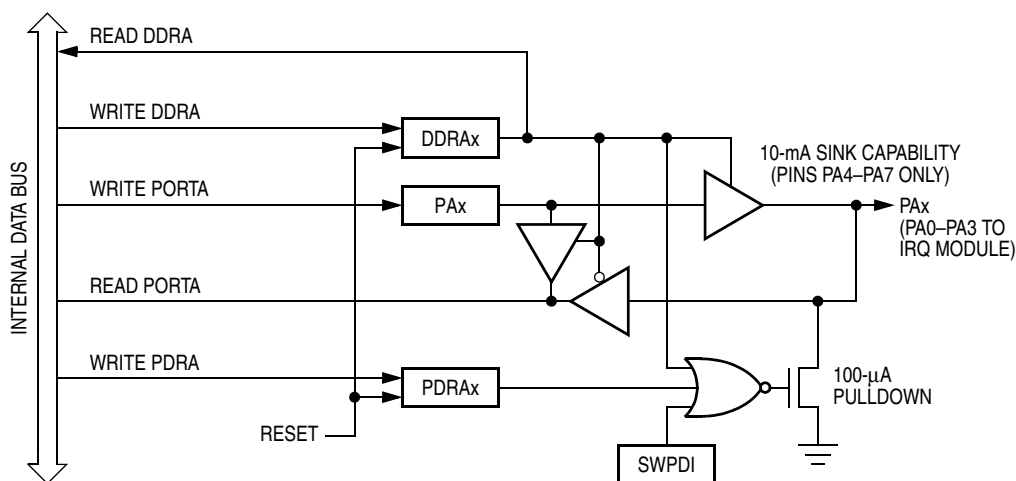 READ DDRA
WRITE DDRA
DDRAx
10-mA SINK CAPABILITY
(PINS PA4–PA7 ONLY)
WRITE PORTA
PAx
PAx
(PA0–PA3 TO
IRQ MODULE)
INTERNAL DATA BUS
READ PORTA
WRITE PDRA
PDRAx
100-μA
PULLDOWN
RESET
SWPDI